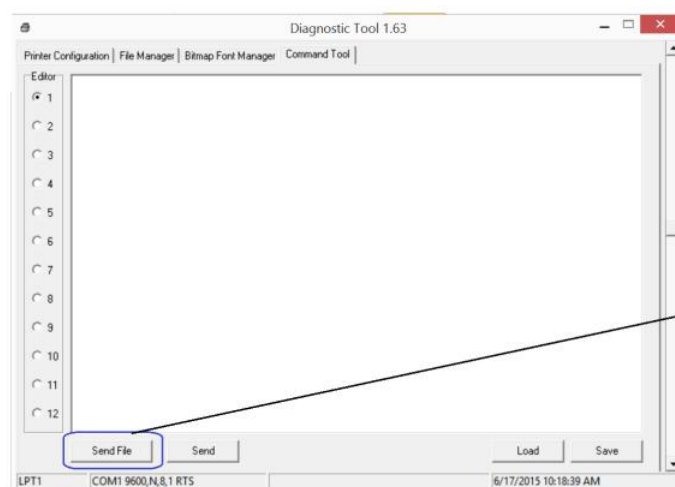 Diagnostic Tool 1.63
Printer Configuration File Manager Bitmap Font Manager Command Tool
Editor
1
2
3
4
5
6
7
8
9
10
11
12
Send File Send Load Save
LPT1 COM1 9600,N,8,1 RTS 6/17/2015 10:18:39 AM